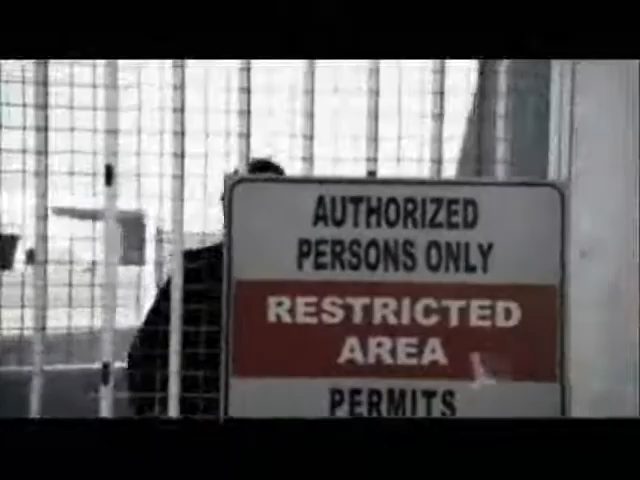 AUTHORIZED
PERSONS ONLY
RESTRICTED
AREA
PERMITS